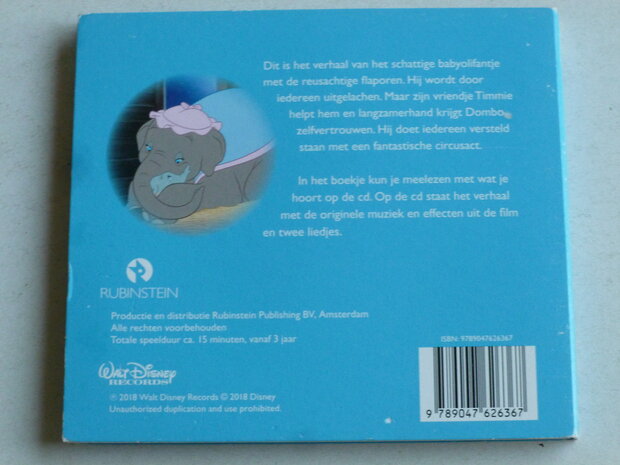 Dit is het verhaal van het schattige babyolifantje
met de reusachtige flaporen. Hij wordt door
iedereen uitgelachen. Maar zijn vriendje Timmie
helpt hem en langzamerhand krijgt Dombo
zelfvertrouwen. Hij doet iedereen versteld
staan met een fantastische circusact.
In het boekje kun je meelezen met wat je
hoort op de cd. Op de cd staat het verhaal
met de originele muziek en effecten uit de film
en twee liedjes.
RUBINSTEIN
Productie en distributie Rubinstein Publishing BV, Amsterdam
Alle rechten voorbehouden
Totale speelduur ca. 15 minuten, vanaf 3 jaar
WALT DISNEY
RECORDS
℗ 2018 Walt Disney Records © 2018 Disney
Unauthorized duplication and use prohibited.
ISBN: 9789047626367
9 789047 626367